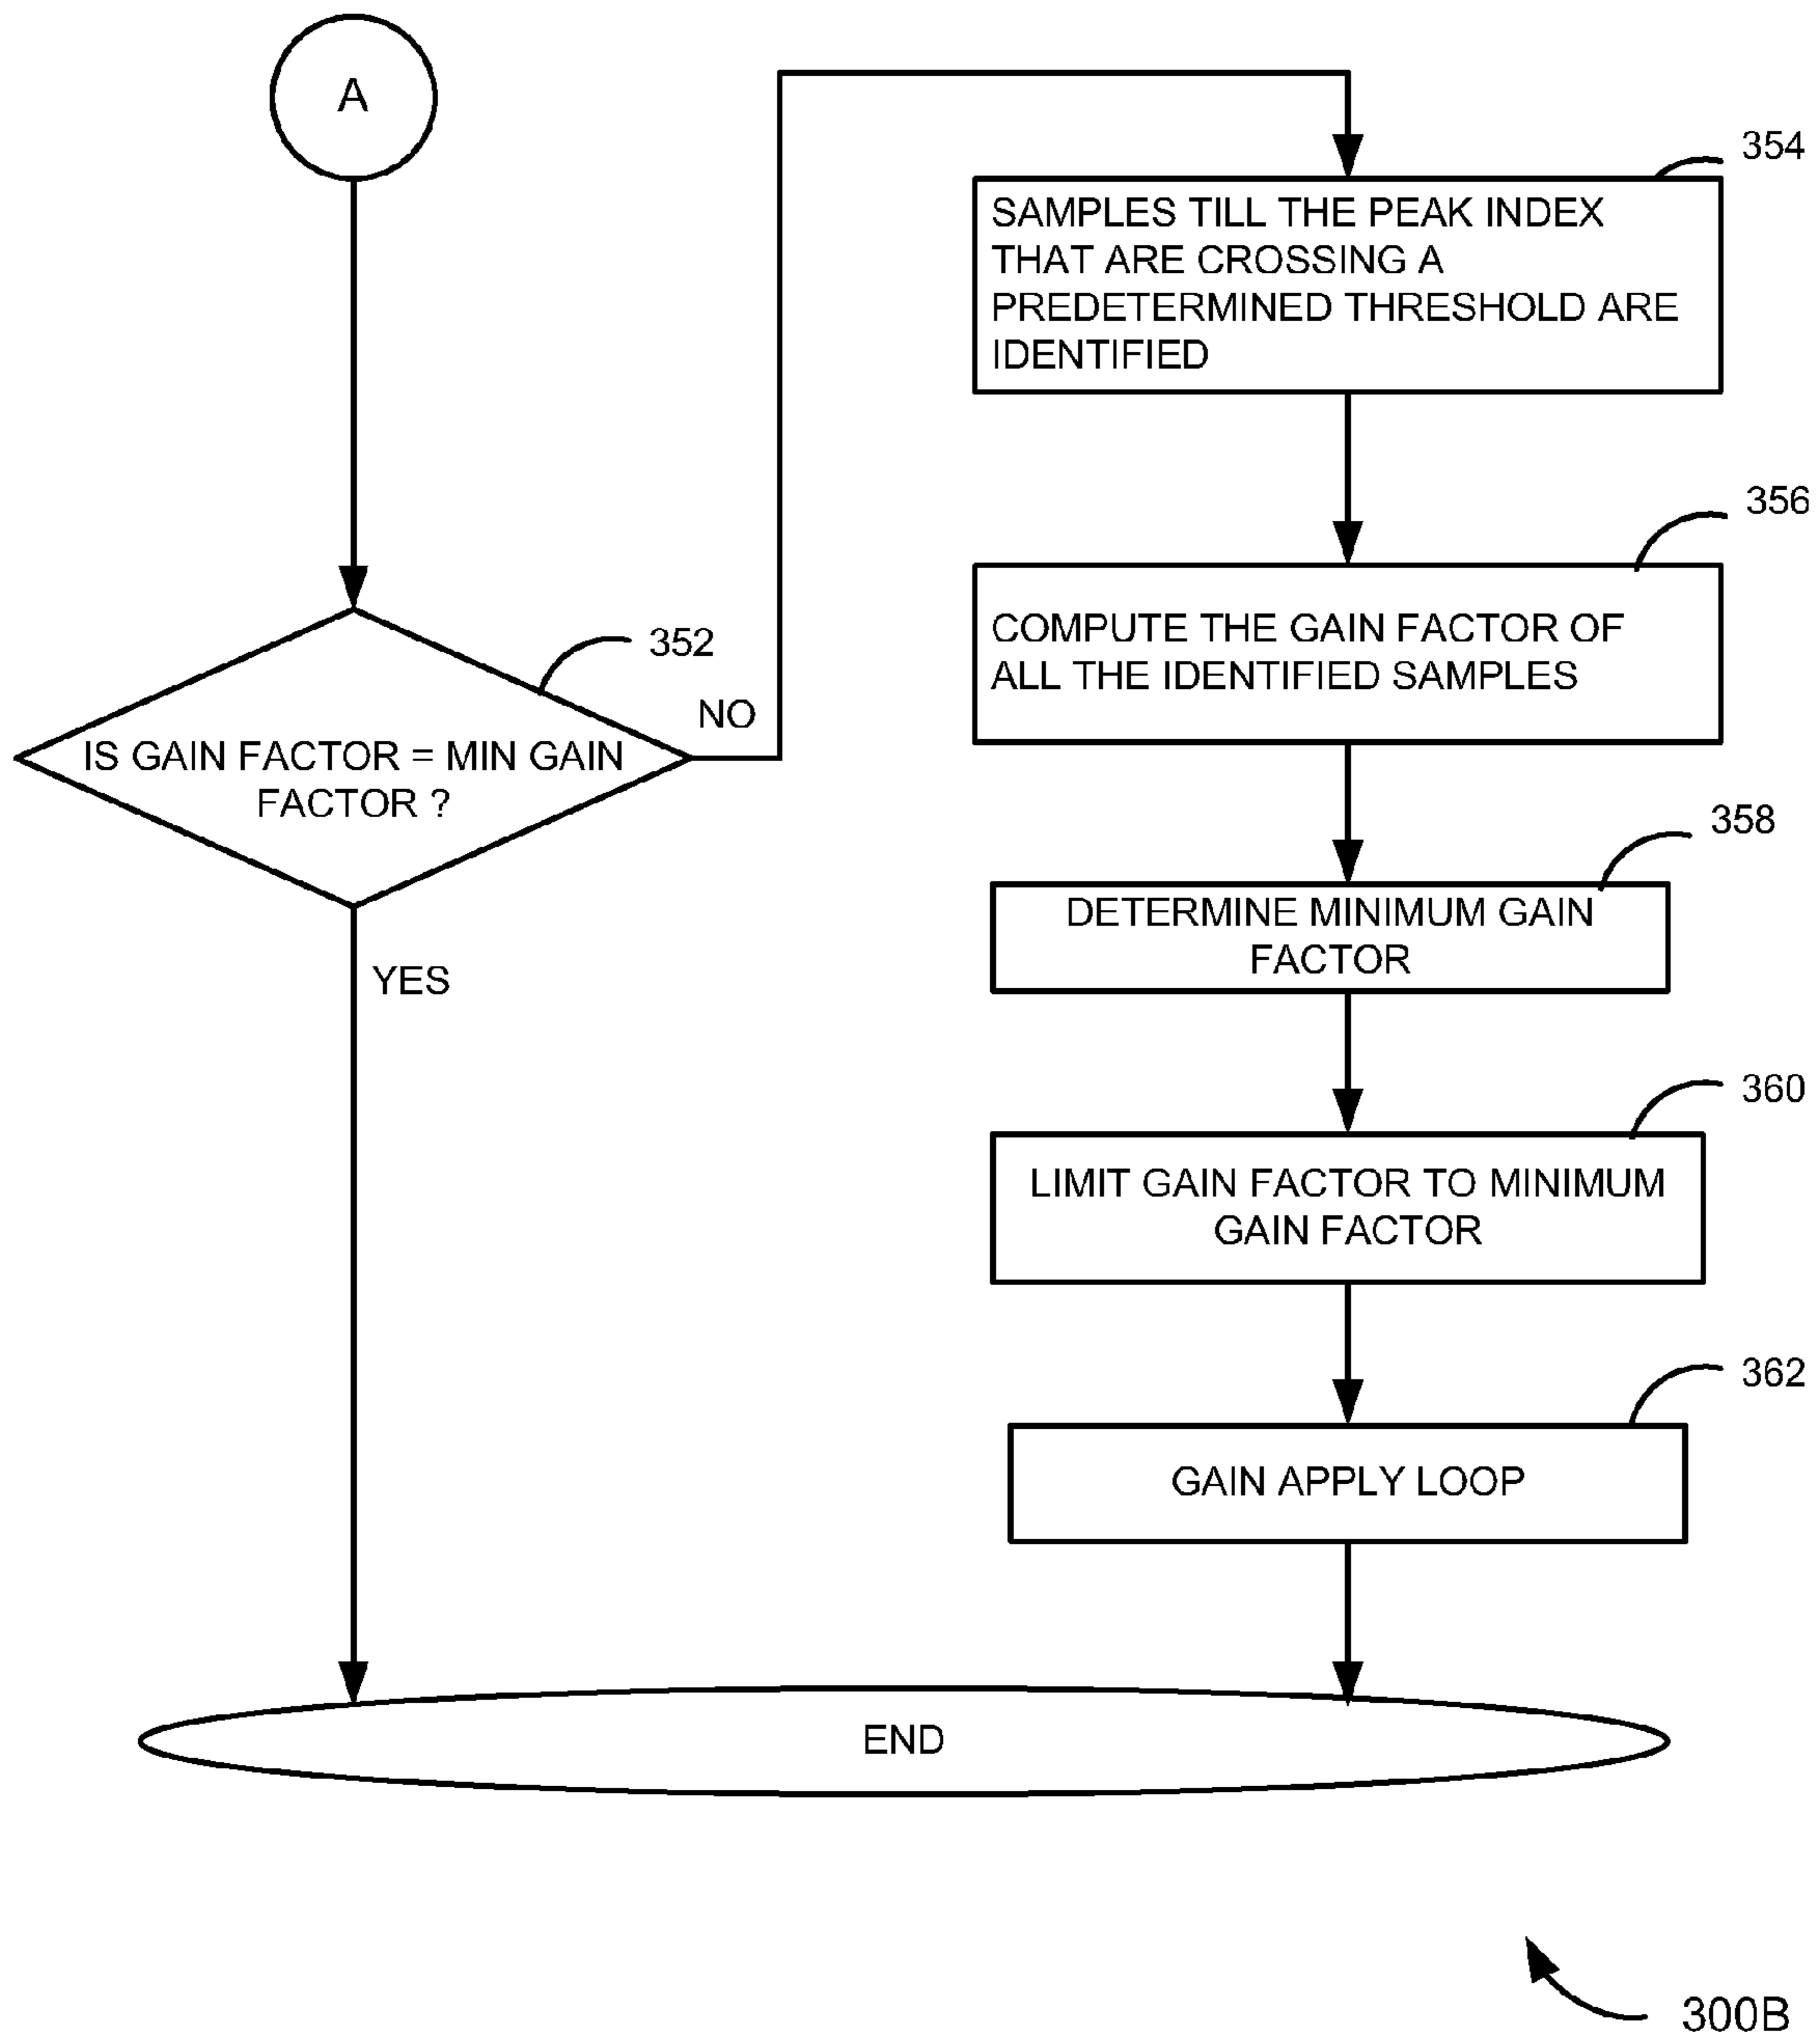 A
352
IS GAIN FACTOR = MIN GAIN
FACTOR ?
NO
YES
354
SAMPLES TILL THE PEAK INDEX
THAT ARE CROSSING A
PREDETERMINED THRESHOLD ARE
IDENTIFIED
356
COMPUTE THE GAIN FACTOR OF
ALL THE IDENTIFIED SAMPLES
358
DETERMINE MINIMUM GAIN
FACTOR
360
LIMIT GAIN FACTOR TO MINIMUM
GAIN FACTOR
362
GAIN APPLY LOOP
END
300B